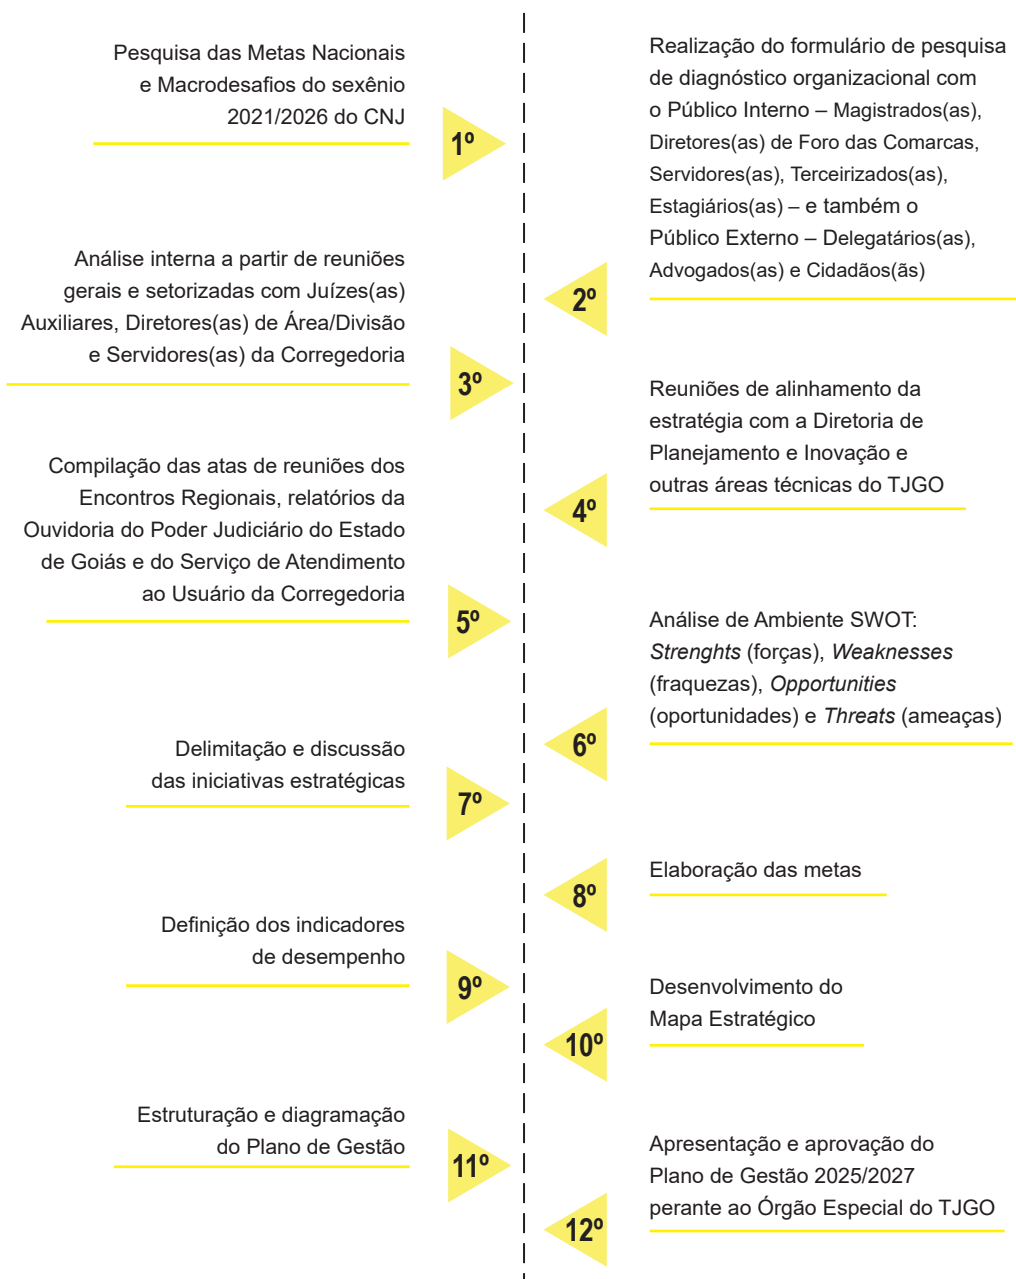 Pesquisa das Metas Nacionais
e Macrodesafios do sexênio
2021/2026 do CNJ
1º
Realização do formulário de pesquisa
de diagnóstico organizacional com
o Público Interno – Magistrados(as),
Diretores(as) de Foro das Comarcas,
Servidores(as), Terceirizados(as),
Estagiários(as) – e também o
Público Externo – Delegatários(as),
Advogados(as) e Cidadãos(ãs)
2º
Análise interna a partir de reuniões
gerais e setorizadas com Juízes(as)
Auxiliares, Diretores(as) de Área/Divisão
e Servidores(as) da Corregedoria
3º
Reuniões de alinhamento da
estratégia com a Diretoria de
Planejamento e Inovação e
outras áreas técnicas do TJGO
4º
Compilação das atas de reuniões dos
Encontros Regionais, relatórios da
Ouvidoria do Poder Judiciário do Estado
de Goiás e do Serviço de Atendimento
ao Usuário da Corregedoria
5º
Análise de Ambiente SWOT:
Strenghts (forças), Weaknesses
(fraquezas), Opportunities
(oportunidades) e Threats (ameaças)
6º
Delimitação e discussão
das iniciativas estratégicas
7º
Elaboração das metas
8º
Definição dos indicadores
de desempenho
9º
Desenvolvimento do
Mapa Estratégico
10º
Estruturação e diagramação
do Plano de Gestão
11º
Apresentação e aprovação do
Plano de Gestão 2025/2027
perante ao Órgão Especial do TJGO
12º